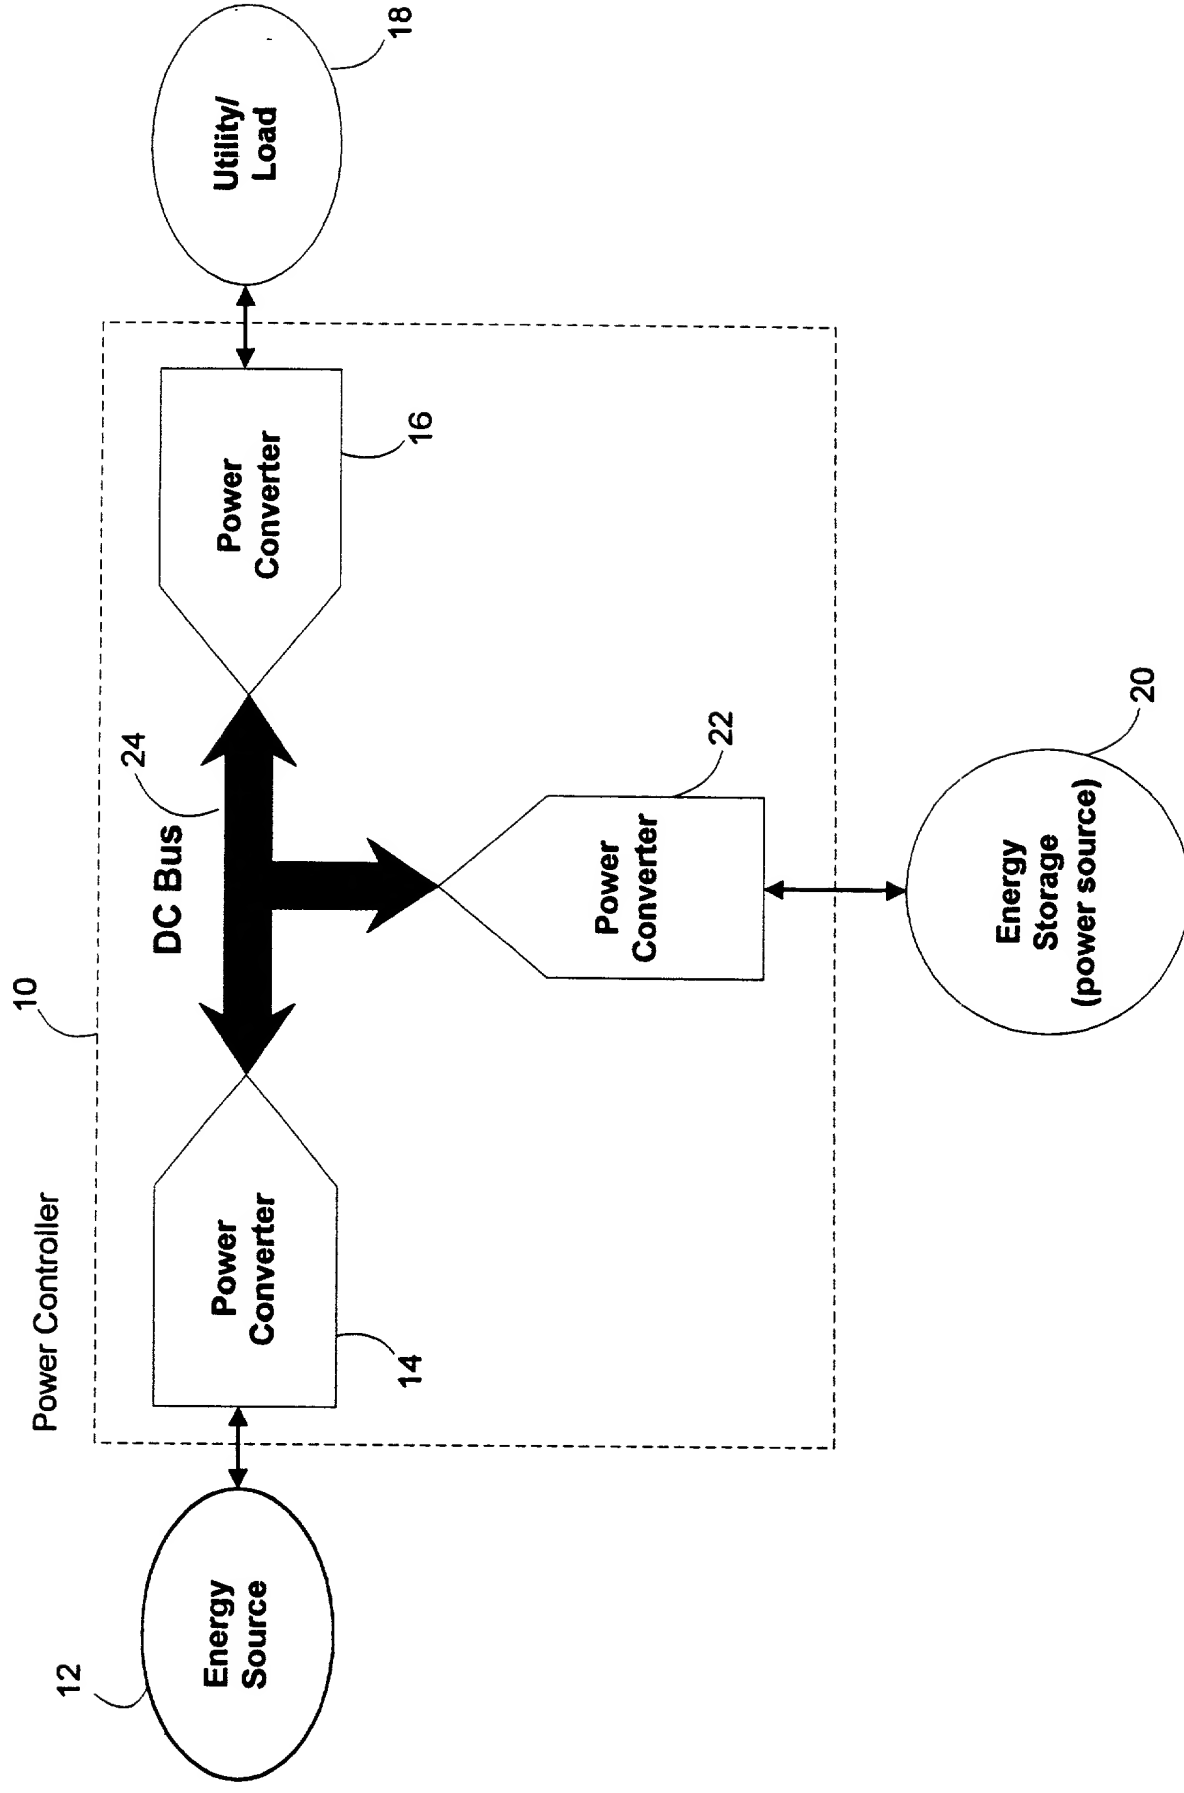 Power Controller
10
12
Energy
Source
Power
Converter
14
DC Bus
24
Power
Converter
16
Utility/
Load
18
Power
Converter
22
Energy
Storage
(power source)
20